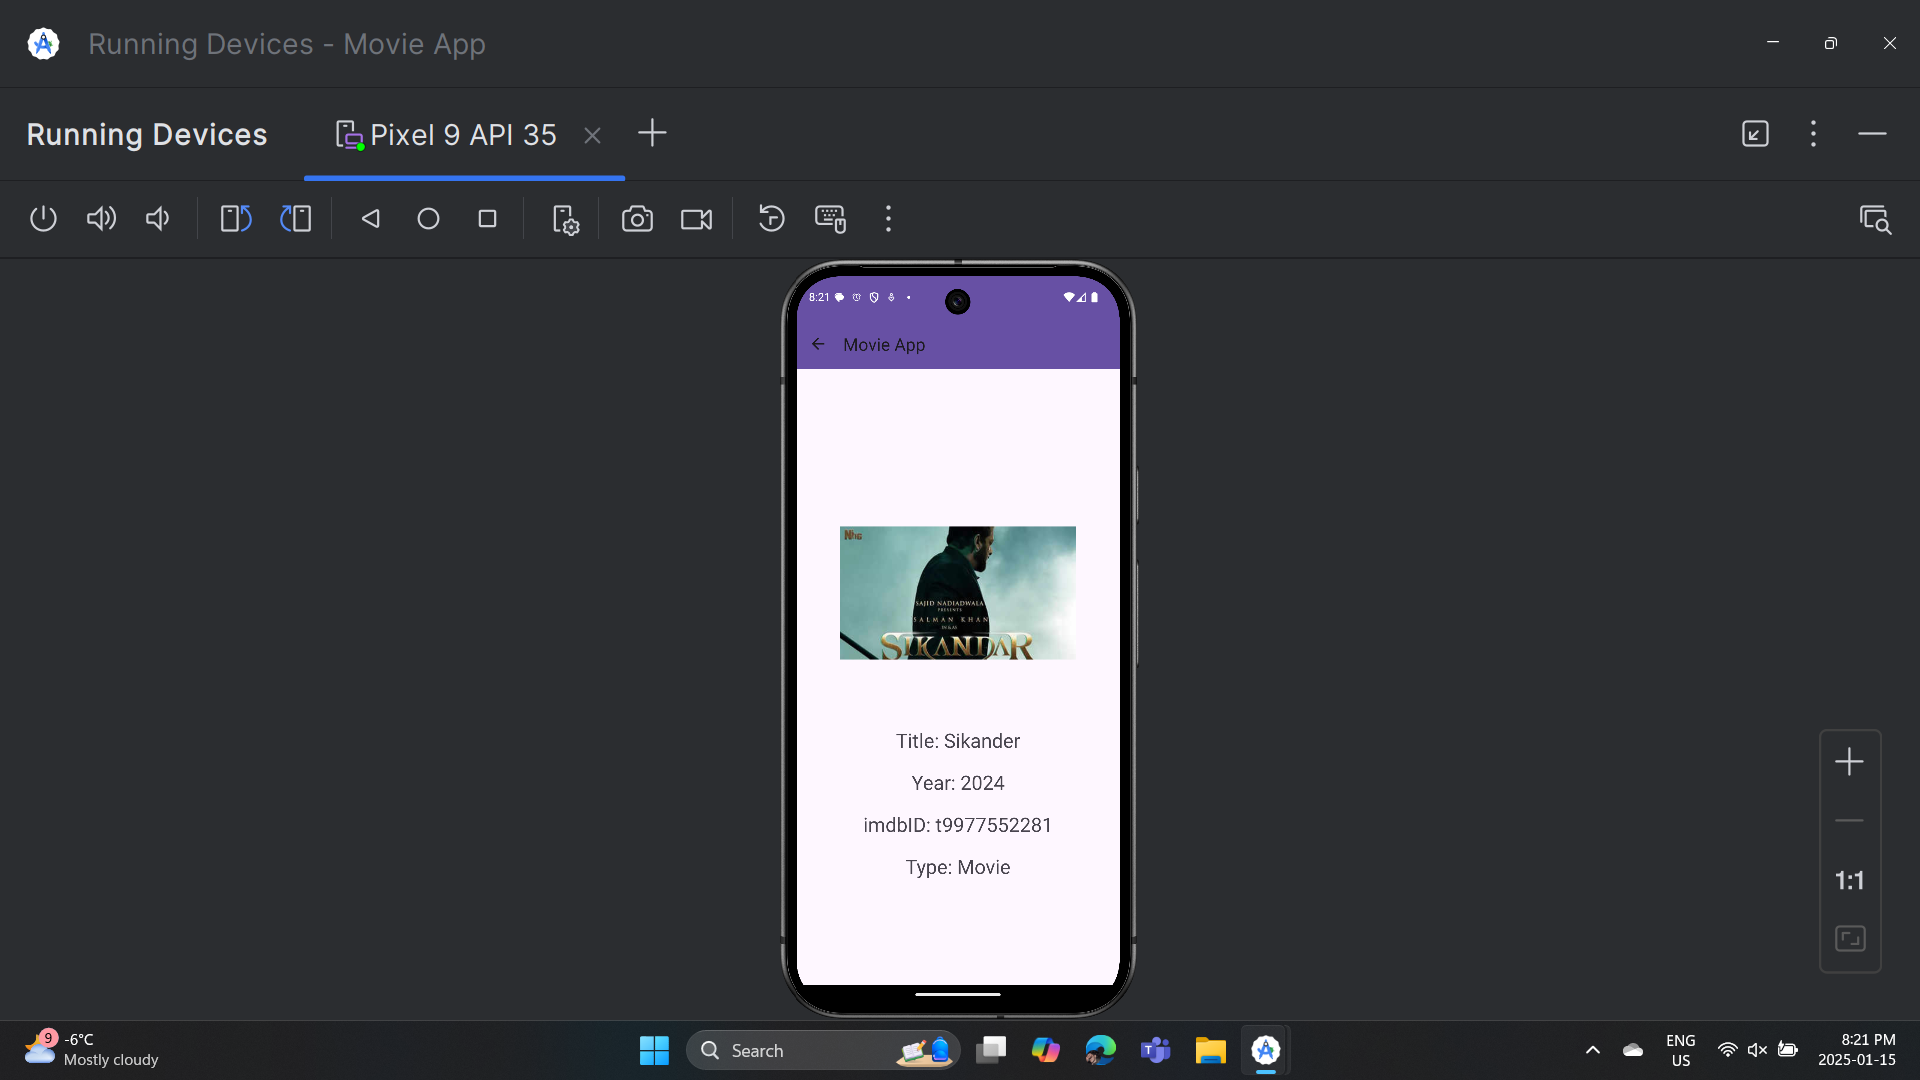 Running Devices - Movie App
Running Devices
Pixel 9 API 35
8:21
Movie App
Nhg
SAJID NADIADWALA
PRESENTS
SALMAN KHAN
IN & AS
SIKANDAR
Title: Sikander
Year: 2024
imdbID: t9977552281
Type: Movie
1:1
9
-6°C
Mostly cloudy
Search
T
ENG
US
8:21 PM
2025-01-15